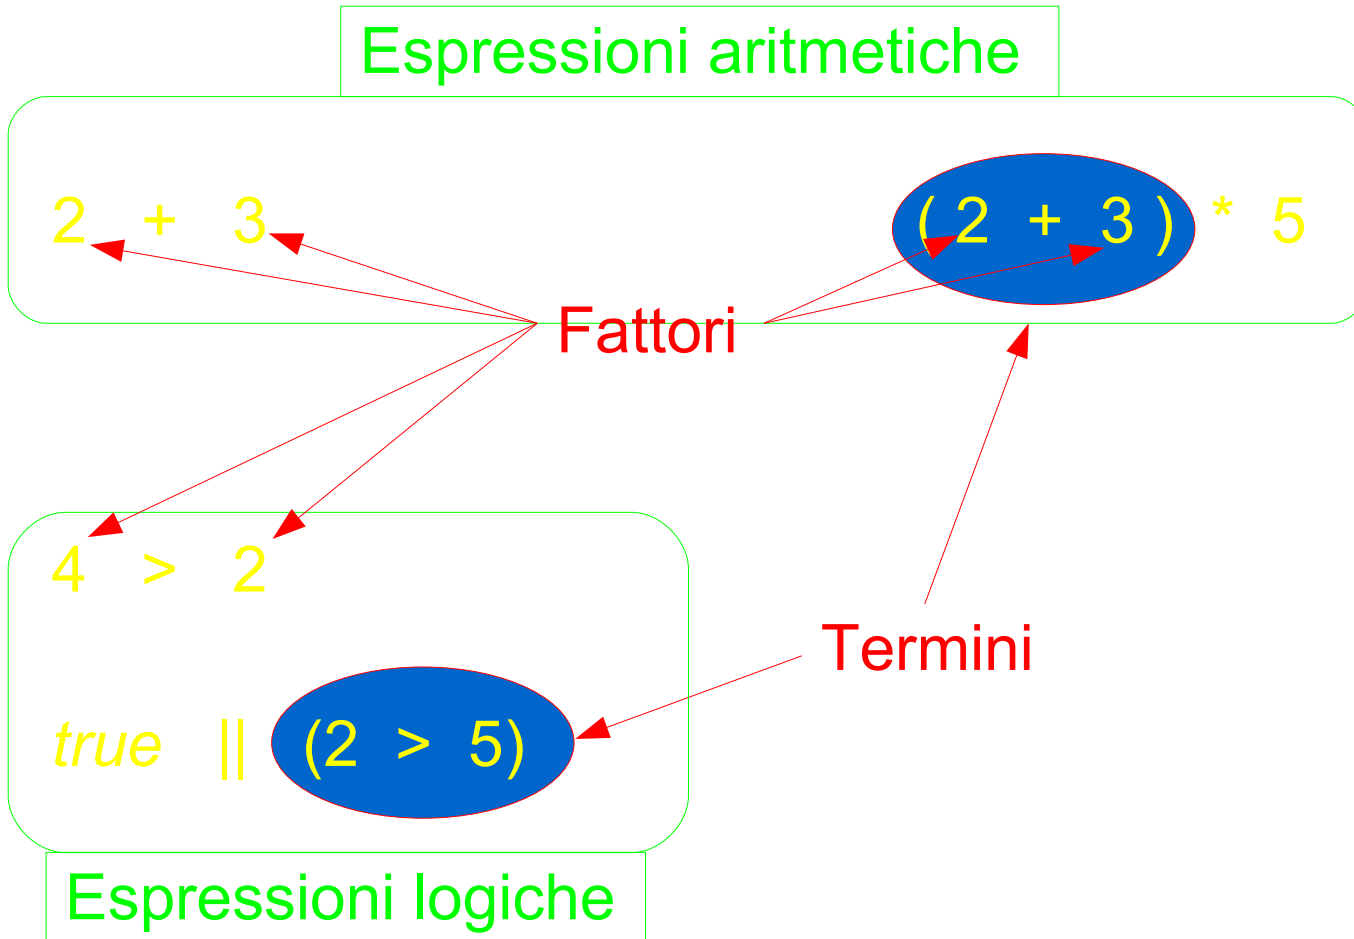 Espressioni aritmetiche
2 + 3
( 2 + 3 ) * 5
Fattori
4 > 2
Termini
true || (2 > 5)
Espressioni logiche